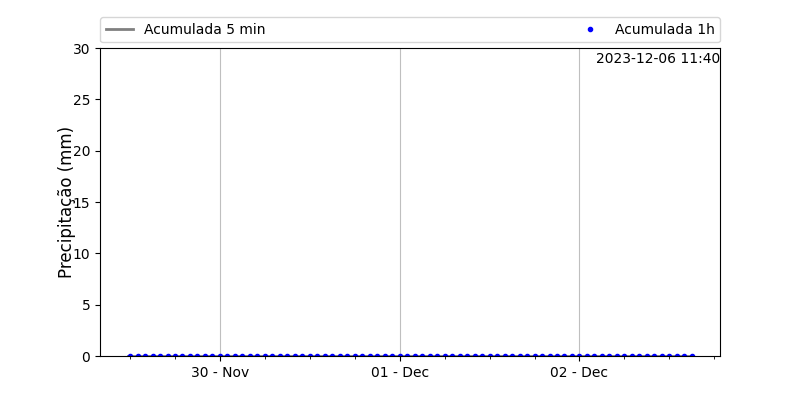 Acumulada 5 min
Acumulada 1h
2023-12-06 11:40
Precipitação (mm)
30
25
20
15
10
5
0
30 - Nov
01 - Dec
02 - Dec